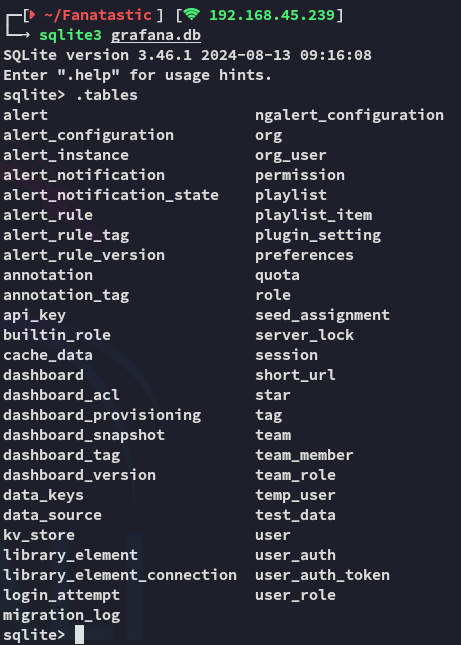 ~/Fanatastic ] [ 192.168.45.239]
sqlite3 grafana.db
SQLite version 3.46.1 2024-08-13 09:16:08
Enter ".help" for usage hints.
sqlite> .tables
alert                       ngalert_configuration
alert_configuration         org
alert_instance              org_user
alert_notification          permission
alert_notification_state    playlist
alert_rule                  playlist_item
alert_rule_tag              plugin_setting
alert_rule_version          preferences
annotation                  quota
annotation_tag              role
api_key                     seed_assignment
builtin_role                server_lock
cache_data                  session
dashboard                   short_url
dashboard_acl               star
dashboard_provisioning      tag
dashboard_snapshot          team
dashboard_tag               team_member
dashboard_version           team_role
data_keys                   temp_user
data_source                 test_data
kv_store                    user
library_element             user_auth
library_element_connection  user_auth_token
login_attempt               user_role
migration_log
sqlite>